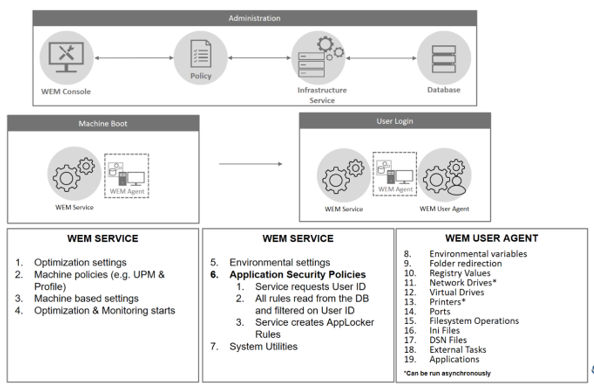 Administration
WEM Console
Policy
Infrastructure
Service
Database
Machine Boot
WEM Service
WEM Agent
User Login
WEM Service
WEM Agent
WEM User Agent
WEM SERVICE
1. Optimization settings
2. Machine policies (e.g. UPM &
Profile)
3. Machine based settings
4. Optimization & Monitoring starts
WEM SERVICE
5. Environmental settings
6. Application Security Policies
1. Service requests User ID
2. All rules read from the DB
and filtered on User ID
3. Service creates AppLocker
Rules
7. System Utilities
WEM USER AGENT
8. Environmental variables
9. Folder redirection
10. Registry Values
11. Network Drives*
12. Virtual Drives
13. Printers*
14. Ports
15. Filesystem Operations
16. Ini Files
17. DSN Files
18. External Tasks
19. Applications
*Can be run asynchronously